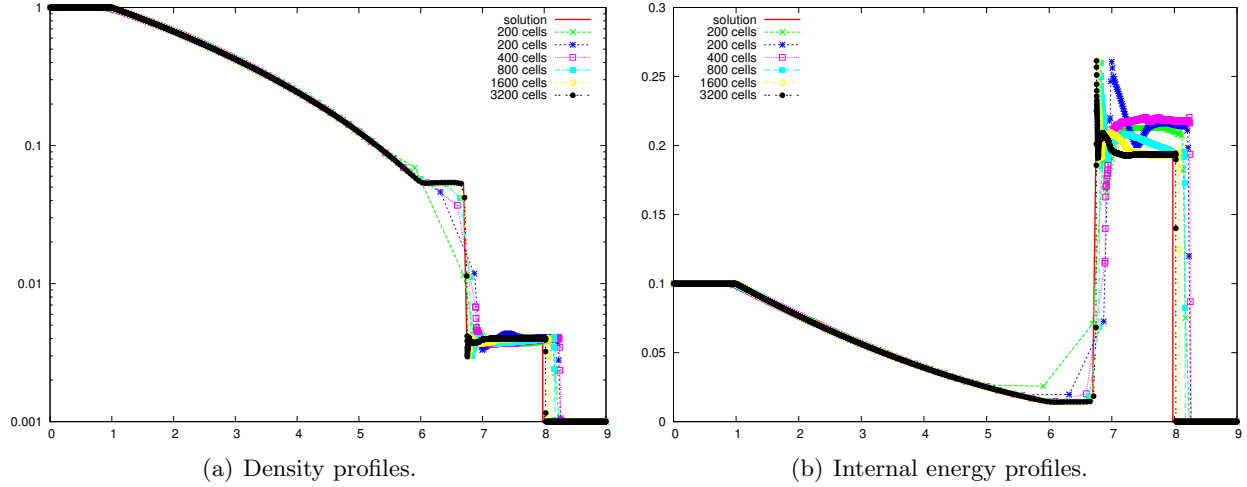 1
0.1
0.01
0.001
0 1 2 3 4 5 6 7 8 9
solution
200 cells
200 cells
400 cells
800 cells
1600 cells
3200 cells
(a) Density profiles.
0.3
0.25
0.2
0.15
0.1
0.05
0
0 1 2 3 4 5 6 7 8 9
solution
200 cells
200 cells
400 cells
800 cells
1600 cells
3200 cells
(b) Internal energy profiles.